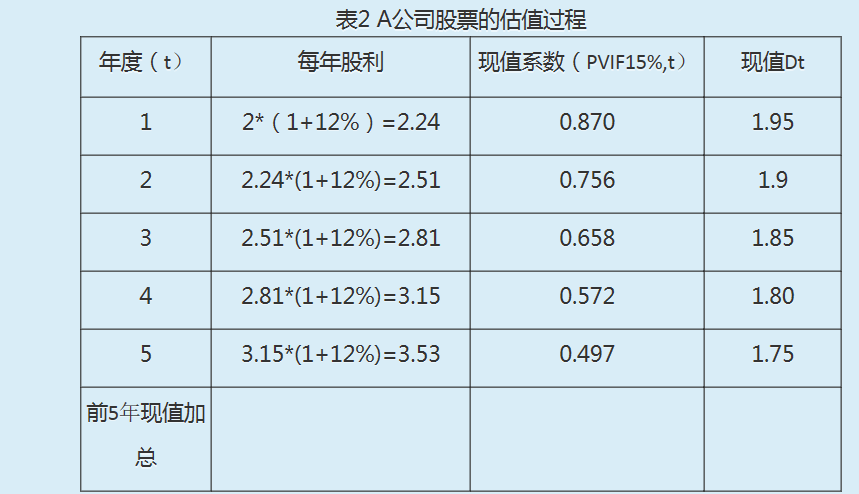 表2 A公司股票的估值过程
年度（t） 每年股利 现值系数（PVIF15%,t） 现值Dt
1 2*（1+12%）=2.24 0.870 1.95
2 2.24*(1+12%)=2.51 0.756 1.9
3 2.51*(1+12%)=2.81 0.658 1.85
4 2.81*(1+12%)=3.15 0.572 1.80
5 3.15*(1+12%)=3.53 0.497 1.75
前5年现值加
总